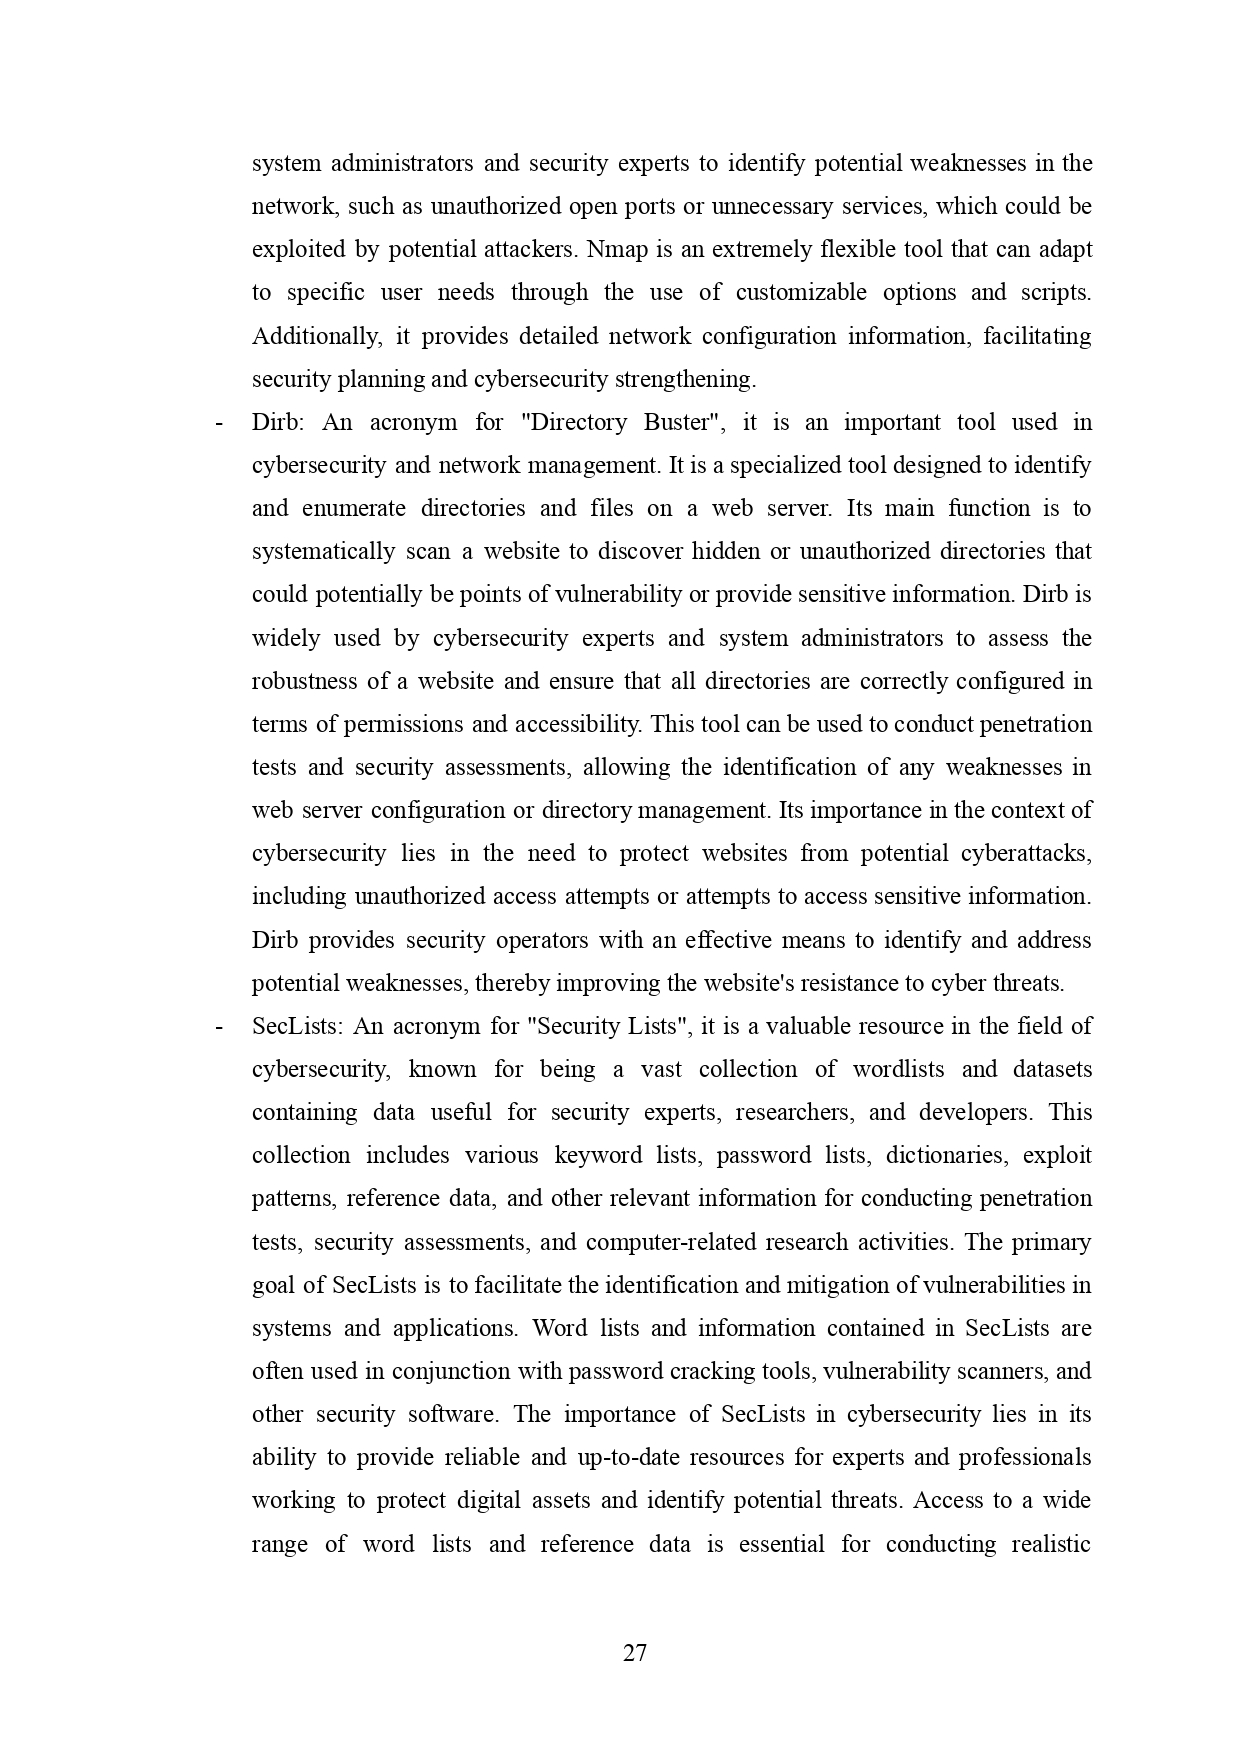 system administrators and security experts to identify potential weaknesses in the
network, such as unauthorized open ports or unnecessary services, which could be
exploited by potential attackers. Nmap is an extremely flexible tool that can adapt
to specific user needs through the use of customizable options and scripts.
Additionally, it provides detailed network configuration information, facilitating
security planning and cybersecurity strengthening.
- Dirb: An acronym for "Directory Buster", it is an important tool used in
cybersecurity and network management. It is a specialized tool designed to identify
and enumerate directories and files on a web server. Its main function is to
systematically scan a website to discover hidden or unauthorized directories that
could potentially be points of vulnerability or provide sensitive information. Dirb is
widely used by cybersecurity experts and system administrators to assess the
robustness of a website and ensure that all directories are correctly configured in
terms of permissions and accessibility. This tool can be used to conduct penetration
tests and security assessments, allowing the identification of any weaknesses in
web server configuration or directory management. Its importance in the context of
cybersecurity lies in the need to protect websites from potential cyberattacks,
including unauthorized access attempts or attempts to access sensitive information.
Dirb provides security operators with an effective means to identify and address
potential weaknesses, thereby improving the website's resistance to cyber threats.
- SecLists: An acronym for "Security Lists", it is a valuable resource in the field of
cybersecurity, known for being a vast collection of wordlists and datasets
containing data useful for security experts, researchers, and developers. This
collection includes various keyword lists, password lists, dictionaries, exploit
patterns, reference data, and other relevant information for conducting penetration
tests, security assessments, and computer-related research activities. The primary
goal of SecLists is to facilitate the identification and mitigation of vulnerabilities in
systems and applications. Word lists and information contained in SecLists are
often used in conjunction with password cracking tools, vulnerability scanners, and
other security software. The importance of SecLists in cybersecurity lies in its
ability to provide reliable and up-to-date resources for experts and professionals
working to protect digital assets and identify potential threats. Access to a wide
range of word lists and reference data is essential for conducting realistic
27